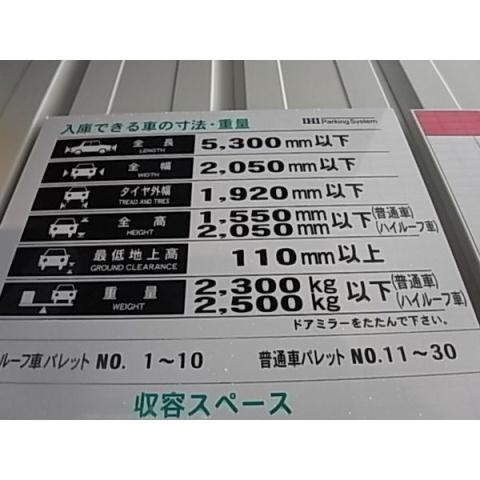 入庫できる車の寸法・重量 IHI Parking System
全長 LENGTH 5,300mm以下
全幅 WIDTH 2,050mm以下
タイヤ外幅 TREAD AND TIRES 1,920mm以下
全高 HEIGHT 1,550mm 2,050mm 以下 (普通車) (ハイルーフ車)
最低地上高 GROUND CLEARANCE 110mm以上
重量 WEIGHT 2,300kg 2,500kg 以下 (普通車) (ハイルーフ車)
ドアミラーをたたんで下さい。
ルーフ車パレット NO. 1～10 普通車パレット NO.11～30
収容スペース